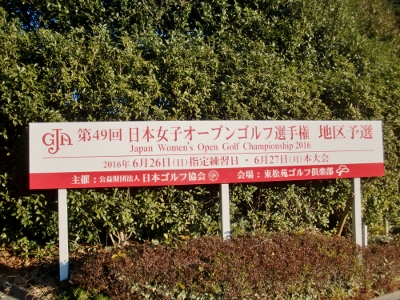 JGA 第49回 日本女子オープンゴルフ選手権 地区予選
Japan Women's Open Golf Championship 2016
2016年 6月26日(日)指定練習日・6月27日(月)本大会
主催：公益財団法人 日本ゴルフ協会 会場：東松苑ゴルフ倶楽部